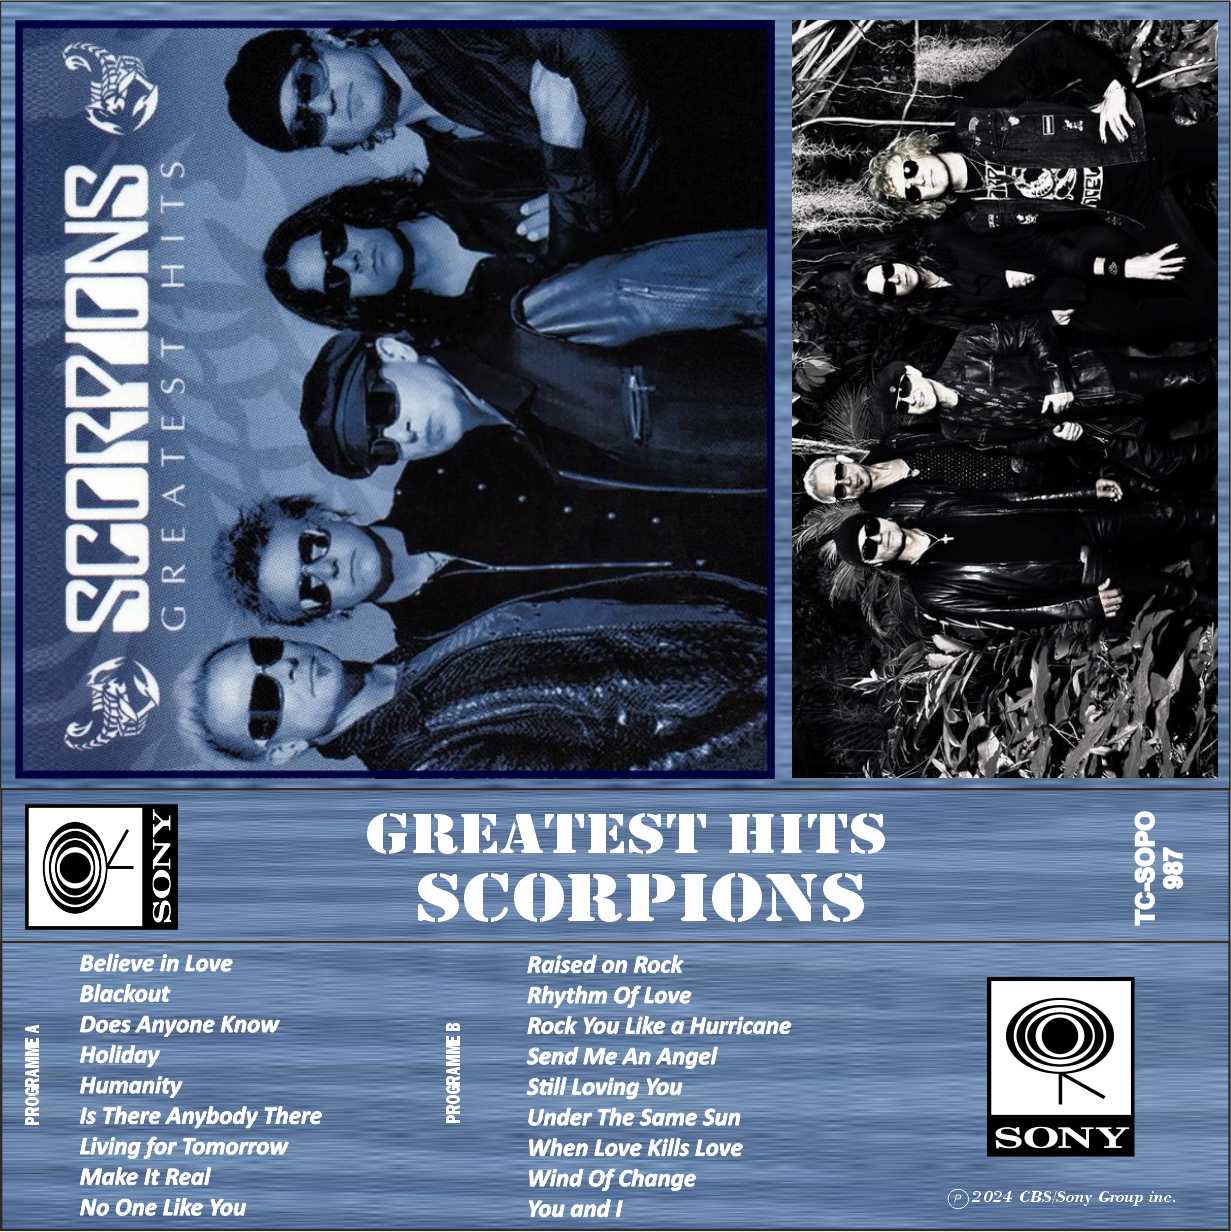 SCORPIONS
GREATEST HITS
SONY
GREATEST HITS
SCORPIONS
TC-SOPO
987
PROGRAMME A
Believe in Love
Blackout
Does Anyone Know
Holiday
Humanity
Is There Anybody There
Living for Tomorrow
Make It Real
No One Like You
PROGRAMME B
Raised on Rock
Rhythm Of Love
Rock You Like a Hurricane
Send Me An Angel
Still Loving You
Under The Same Sun
When Love Kills Love
Wind Of Change
You and I
SONY
Ⓟ2024 CBS/Sony Group inc.